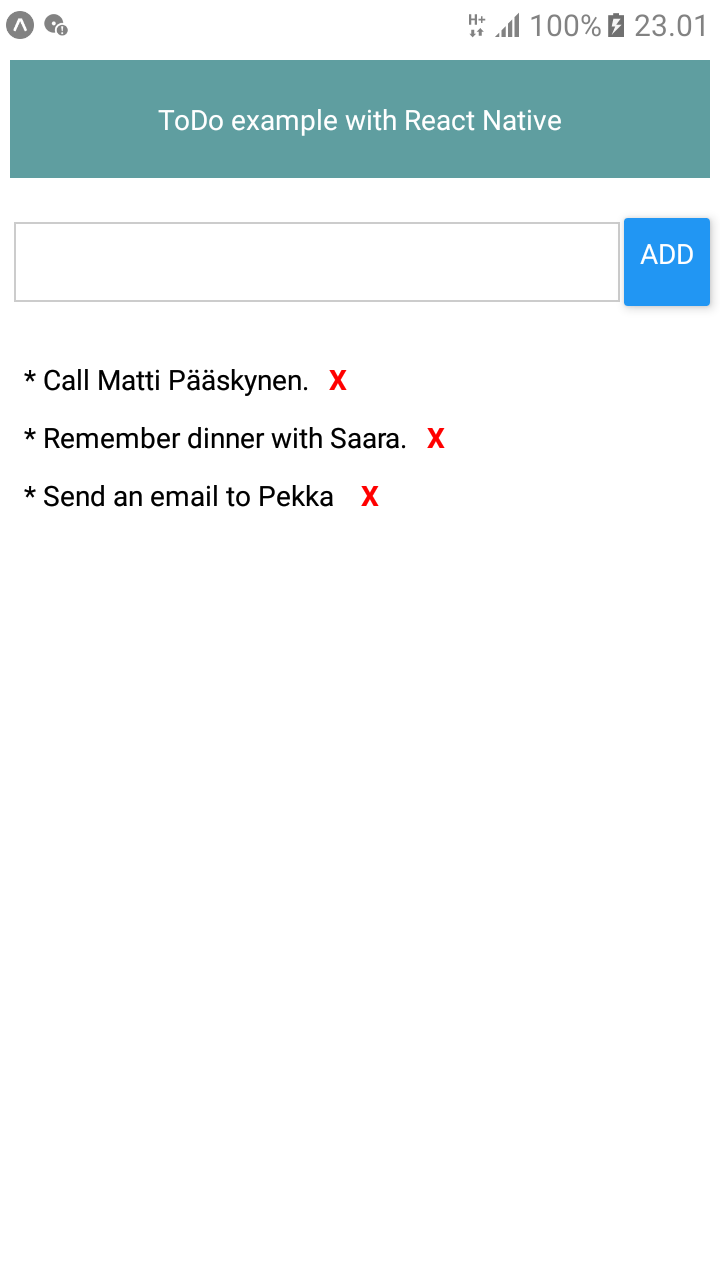 H+ 100% 23.01
ToDo example with React Native
ADD
* Call Matti Pääskynen. X
* Remember dinner with Saara. X
* Send an email to Pekka X